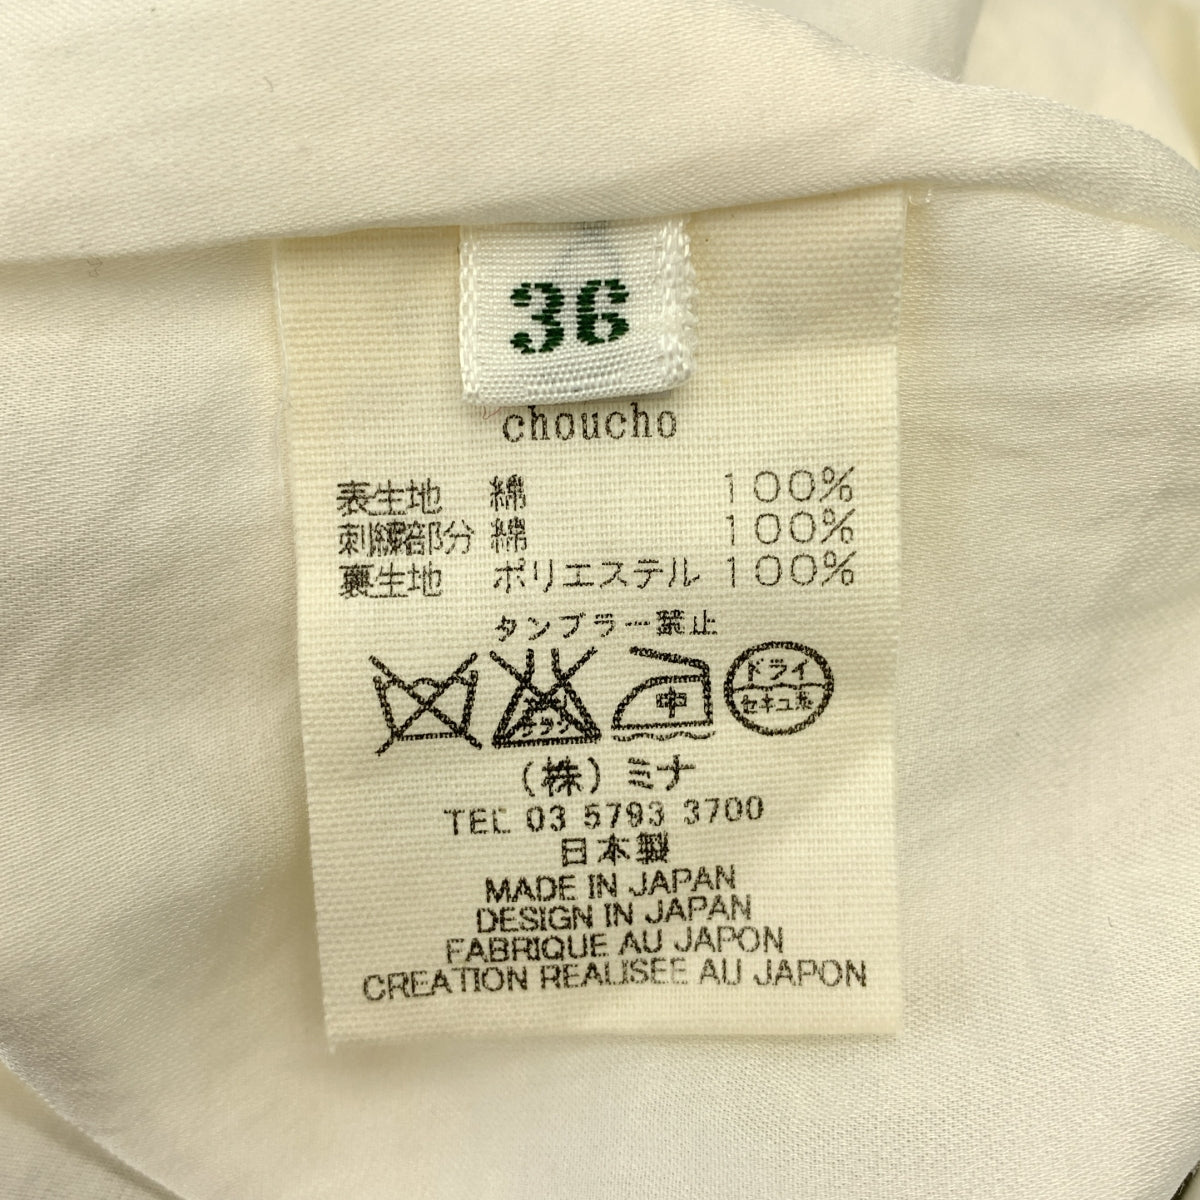 36
choucho
表生地 綿 100%
刺繍部分 綿 100%
裏生地 ポリエステル 100%
タンブラー禁止
中
ドライ
セキユ系
(株)ミナ
TEL 03 5793 3700
日本製
MADE IN JAPAN
DESIGN IN JAPAN
FABRIQUE AU JAPON
CREATION REALISEE AU JAPON